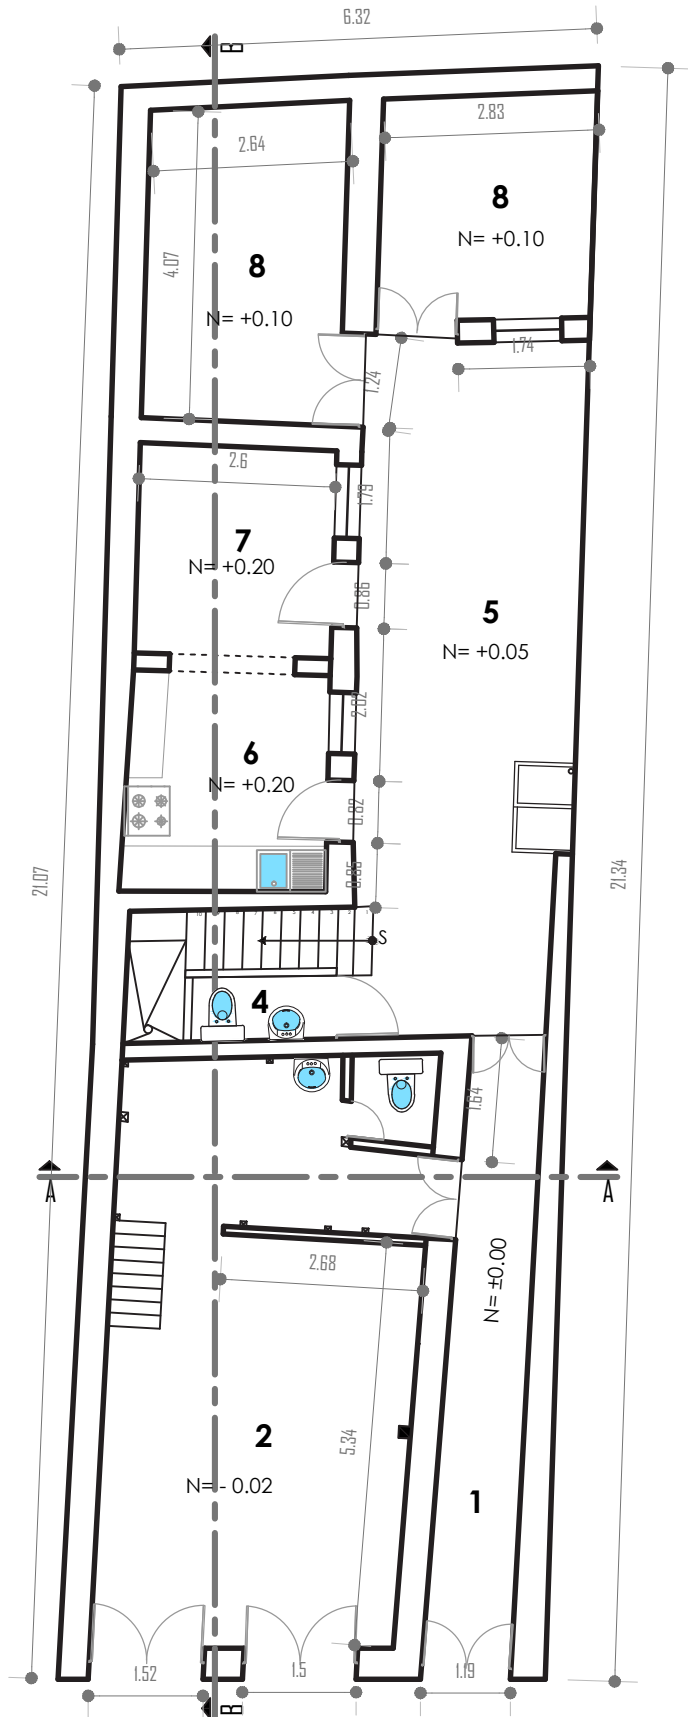 6.32
B
2.83
2.64
8
4.07
8
N= +0.10
N= +0.10
1.74
1.24
2.6
1.79
7
N= +0.20
0.86
5
N= +0.05
2.02
6
N= +0.20
0.82
0.85
21.07
21.34
S
4
1.64
A
A
N= ±0.00
2.68
2
5.34
N= - 0.02
1
1.52
1.5
1.19
B